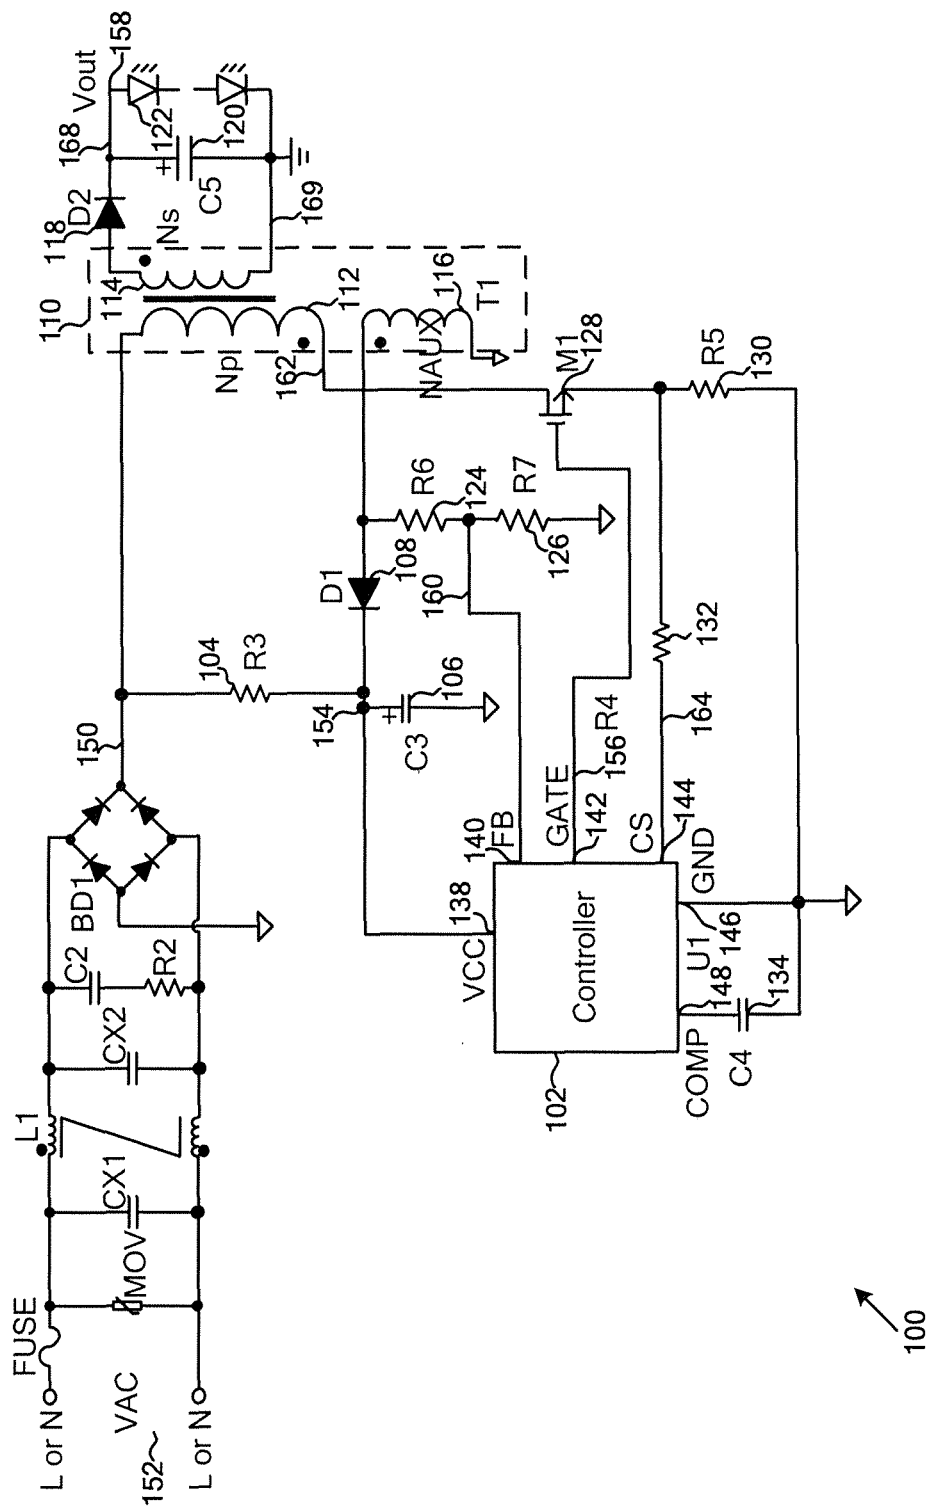 L or N
FUSE
VAC
152
L or N
MOV
CX1
L1
CX2
C2
R2
BD1
150
104
R3
154
106
C3
D1
108
160
R6
124
R7
126
110
114
Np
162
112
NAUX
116
T1
118
D2
Ns
168
Vout
158
122
120
C5
169
M1
128
R5
130
132
164
R4
156
GATE
142
140
FB
CS
144
GND
146
U1
138
VCC
Controller
102
COMP
148
C4
134
100